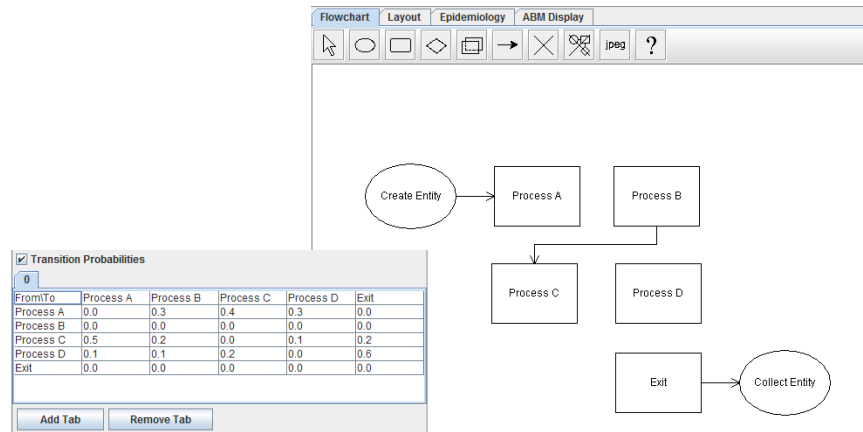 Flowchart Layout Epidemiology ABM Display
jpeg ?
Create Entity Process A Process B
Process C Process D
Exit Collect Entity
Transition Probabilities
0
From\To Process A Process B Process C Process D Exit
Process A 0.0 0.3 0.4 0.3 0.0
Process B 0.0 0.0 0.0 0.0 0.0
Process C 0.5 0.2 0.0 0.1 0.2
Process D 0.1 0.1 0.2 0.0 0.6
Exit 0.0 0.0 0.0 0.0 0.0
Add Tab Remove Tab